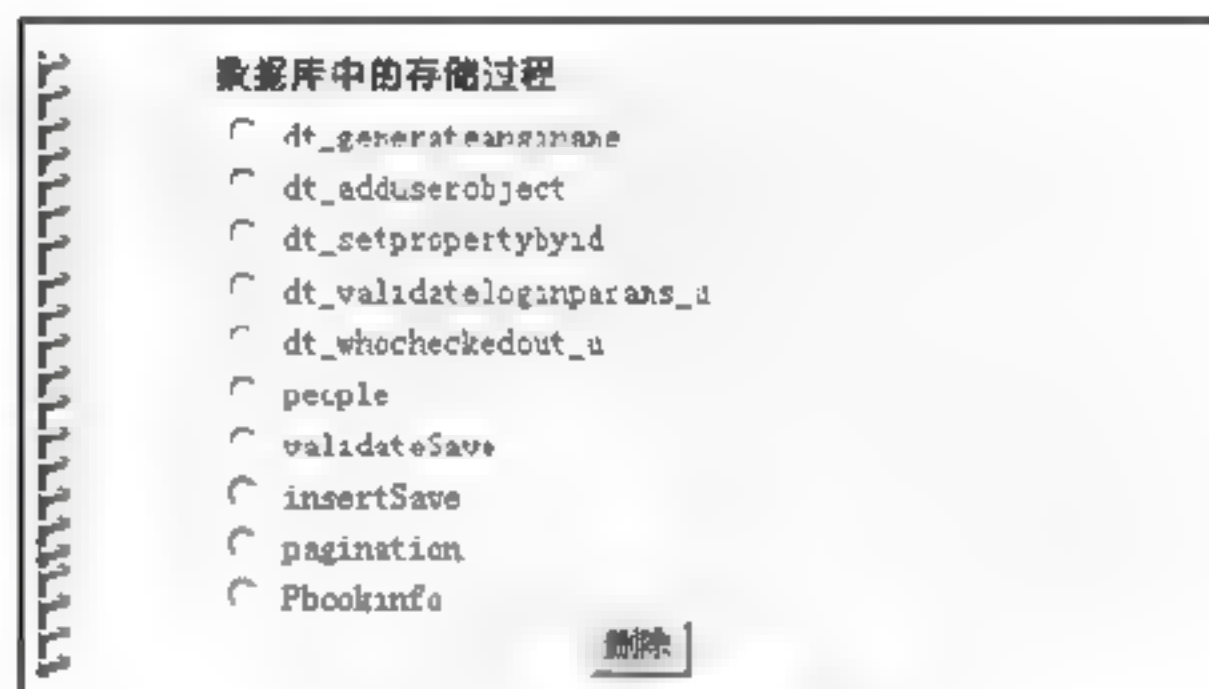 数据库中的存储过程
dt_generateansiname
dt_adduserobject
dt_setpropertybyid
dt_validateloginparams_u
dt_whocheckedout_u
people
validateSave
insertSave
pagination
Pbookinfo
删除